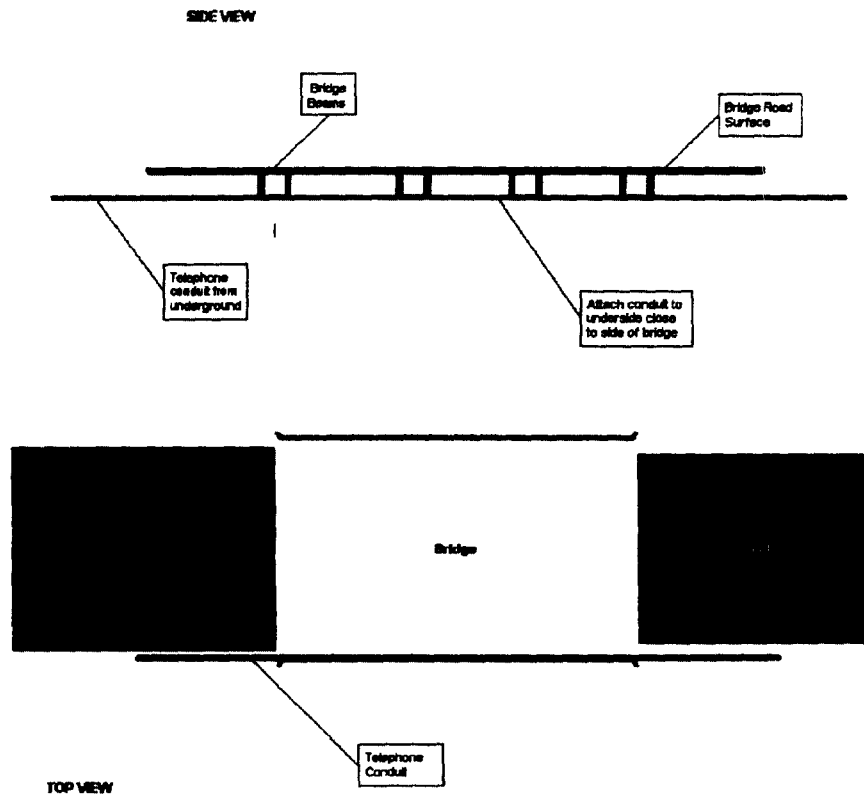 SIDE VIEW
Bridge
Beams
Bridge Road
Surface
Telephone
conduit from
underground
Attach conduit to
underside close
to side of bridge
Bridge
Telephone
Conduit
TOP VIEW